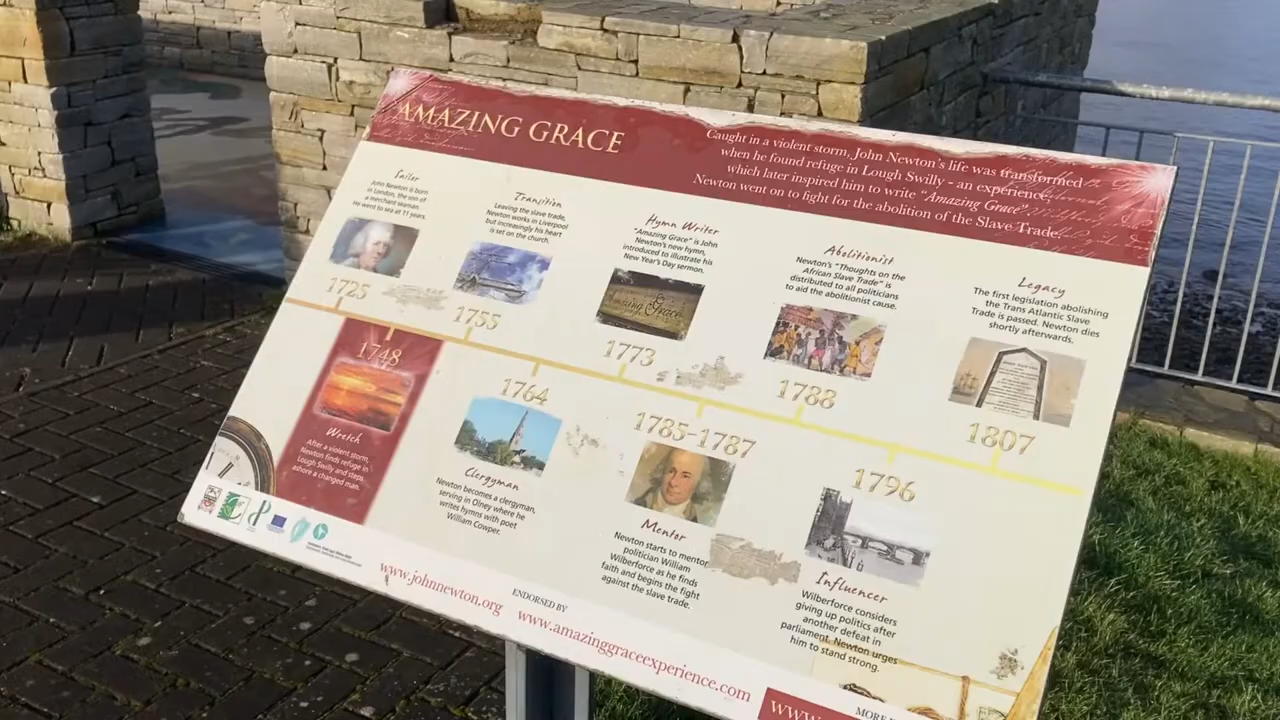 AMAZING GRACE
Caught in a violent storm, John Newton's life was transformed
when he found refuge in Lough Swilly - an experience,
which later inspired him to write "Amazing Grace".
Newton went on to fight for the abolition of the Slave Trade.
Sailor
John Newton is born
in London, the son of
a merchant seaman.
He went to sea at 11 years.
1725
Transition
Leaving the slave trade,
Newton works in Liverpool
but increasingly his heart
is set on the church.
1755
Hymn Writer
"Amazing Grace" is John
Newton's new hymn,
introduced to illustrate his
New Year's Day sermon.
Amazing Grace
1773
Abolitionist
Newton's "Thoughts on the
African Slave Trade" is
distributed to all politicians
to aid the abolitionist cause.
1788
Legacy
The first legislation abolishing
the Trans Atlantic Slave
Trade is passed. Newton dies
shortly afterwards.
1807
1748
Wretch
After a violent storm,
Newton finds refuge in
Lough Swilly and steps
ashore a changed man.
1764
Clergyman
Newton becomes a clergyman,
serving in Olney where he
writes hymns with poet
William Cowper.
1785-1787
Mentor
Newton starts to mentor
politician William
Wilberforce as he finds
faith and begins the fight
against the slave trade.
1796
Influencer
Wilberforce considers
giving up politics after
another defeat in
parliament. Newton urges
him to stand strong.
www.johnnewton.org
ENDORSED BY
www.amazinggraceexperience.com
www
MORE